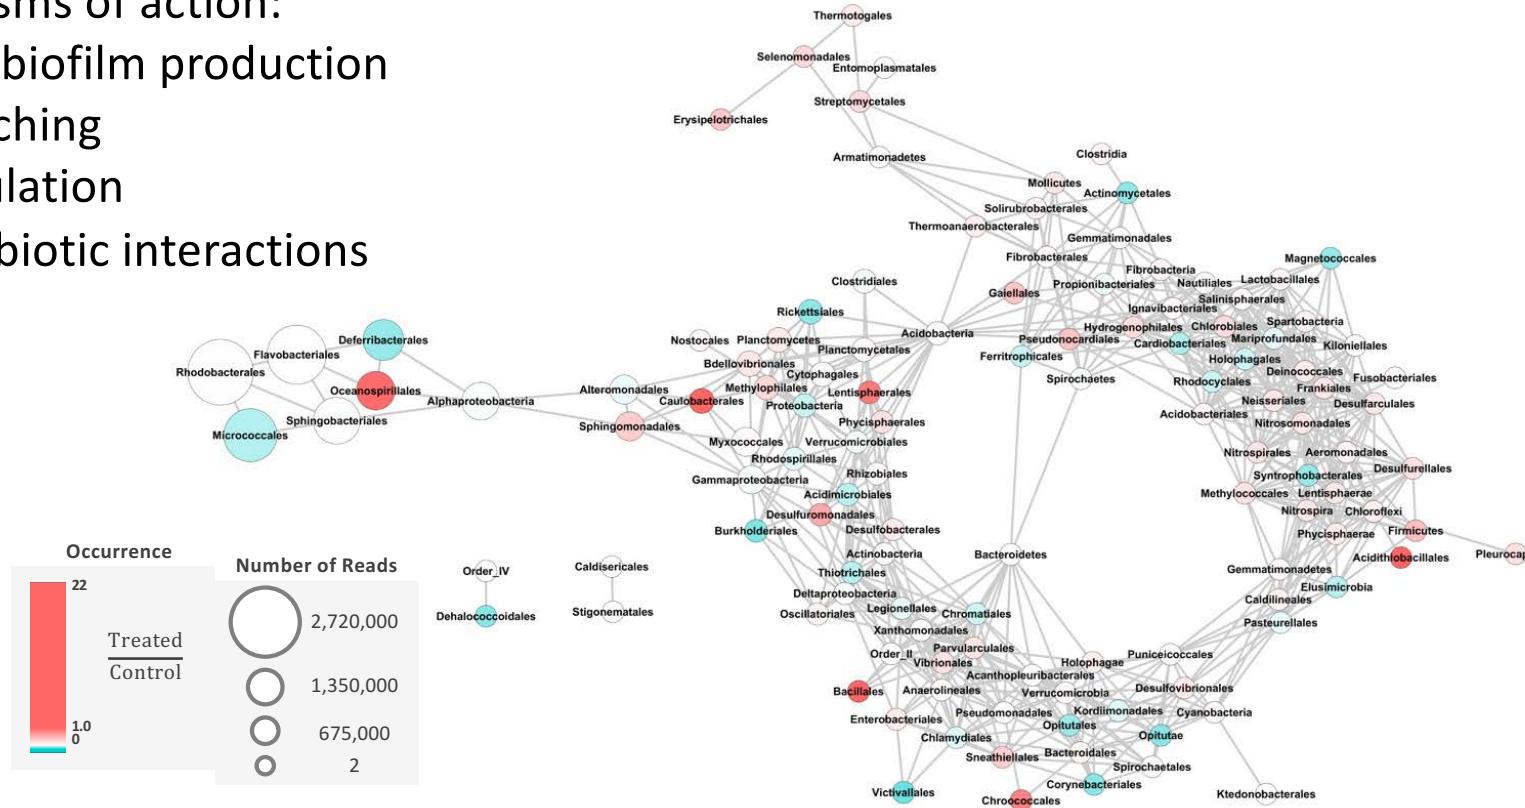 biofilm production
biotic interactions
Thermotogales
Selenomonadales
Entomoplasmatales
Streptomycetales
Erysipelotrichales
Armatimonadetes
Clostridia
Mollicutes
Actinomycetales
Solirubrobacterales
Thermoanaerobacterales
Gemmatimonadales
Fibrobacterales
Magnetococcales
Fibrobacteria
Clostridiales
Propionibacteriales
Nautiliales
Lactobacillales
Gaiellales
Salinisphaerales
Rickettsiales
Ignavibacteriales
Spartobacteria
Hydrogenophilales
Chlorobiales
Acidobacteria
Deferribacterales
Nostocales
Planctomycetes
Pseudonocardiales
Mariprofundales
Cardiobacteriales
Kiloniellales
Planctomycetales
Flavobacteriales
Ferritrophicales
Holophagales
Bdellovibrionales
Rhodobacterales
Cytophagales
Deinococcales
Spirochaetes
Rhodocyclales
Fusobacteriales
Oceanospirillales
Alteromonadales
Methylophilales
Lentisphaerales
Frankiales
Alphaproteobacteria
Caulobacterales
Proteobacteria
Neisseriales
Desulfarculales
Acidobacteriales
Sphingobacteriales
Phycisphaerales
Nitrosomonadales
Sphingomonadales
Micrococcales
Myxococcales
Verrucomicrobiales
Nitrospirales
Aeromonadales
Rhodospirillales
Desulfurellales
Gammaproteobacteria
Rhizobiales
Syntrophobacterales
Acidimicrobiales
Methylococcales
Lentisphaerae
Desulfuromonadales
Nitrospira
Chloroflexi
Burkholderiales
Desulfobacterales
Phycisphaerae
Firmicutes
Actinobacteria
Bacteroidetes
Acidithiobacillales
Order_IV
Caldisericales
Thiotrichales
Gemmatimonadetes
Elusimicrobia
Deltaproteobacteria
Caldilineales
Dehalococcoidales
Stigonematales
Oscillatoriales
Legionellales
Chromatiales
Pasteurellales
Xanthomonadales
Order_II
Parvularculales
Vibrionales
Holophagae
Puniceicoccales
Acanthopleuribacterales
Bacillales
Anaerolineales
Verrucomicrobia
Desulfovibrionales
Enterobacteriales
Pseudomonadales
Kordiimonadales
Cyanobacteria
Opitutales
Chlamydiales
Opitutae
Sneathiellales
Bacteroidales
Spirochaetales
Victivallales
Corynebacteriales
Chroococcales
Ktedonobacterales
Occurrence
22
Treated
Control
1.0
0
Number of Reads
2,720,000
1,350,000
675,000
2